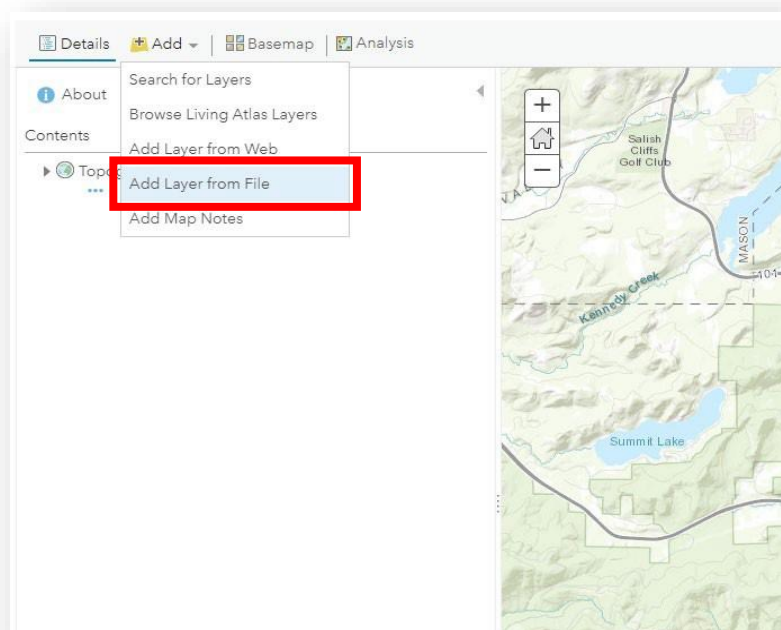 Details Add Basemap Analysis
About
Contents
Search for Layers
Browse Living Atlas Layers
Add Layer from Web
Add Layer from File
Add Map Notes
Salish
Cliffs
Golf Club
MASON
101
Kennedy Creek
Summit Lake